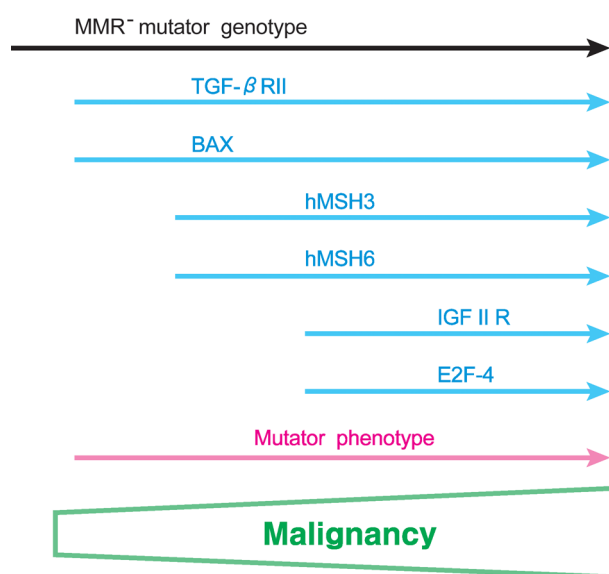 MMR⁻ mutator genotype
TGF-β RII
BAX
hMSH3
hMSH6
IGF II R
E2F-4
Mutator phenotype
Malignancy